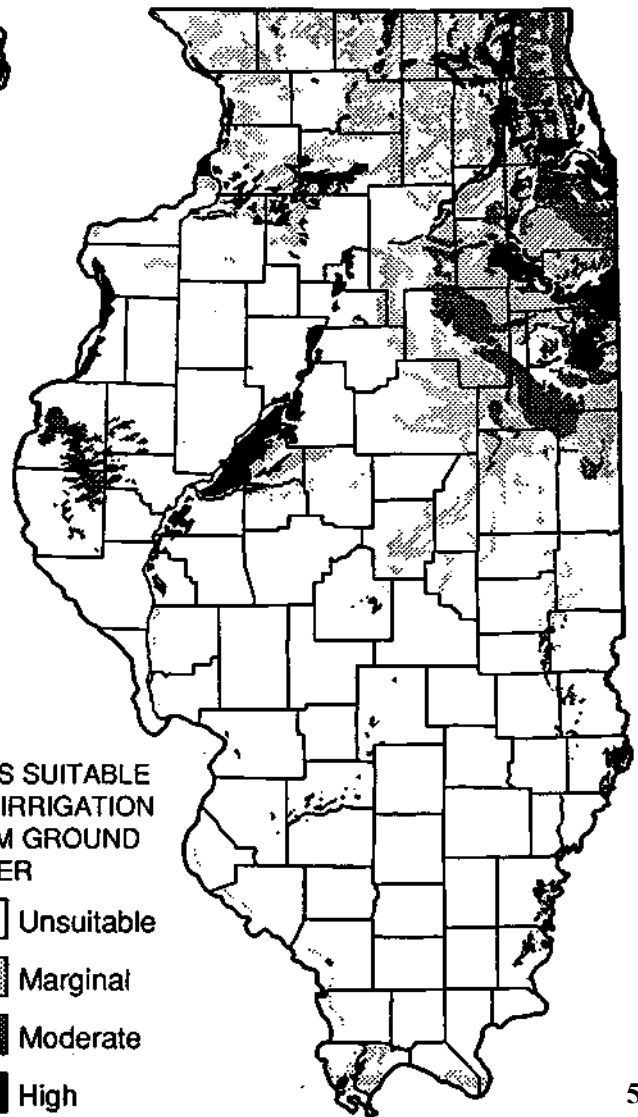 S SUITABLE
IRRIGATION
M GROUND
ER
Unsuitable
Marginal
Moderate
High
5